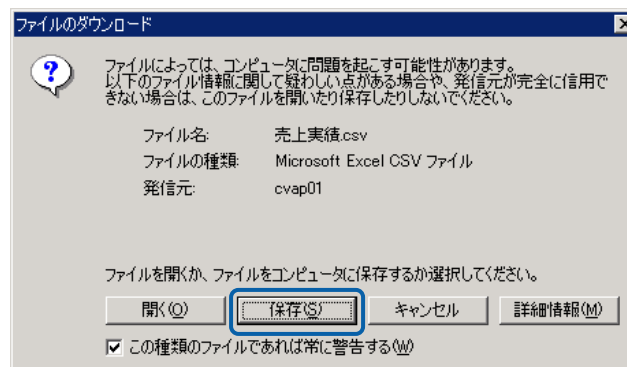 ファイルのダウンロード
ファイルによっては、コンピュータに問題を起こす可能性があります。
以下のファイル情報に関して疑わしい点がある場合や、発信元が完全に信用で
きない場合は、このファイルを開いたり保存したりしないでください。
ファイル名: 売上実績.csv
ファイルの種類: Microsoft Excel CSV ファイル
発信元: cvap01
ファイルを開くか、ファイルをコンピュータに保存するか選択してください。
開く(O) 保存(S) キャンセル 詳細情報(M)
この種類のファイルであれば常に警告する(W)